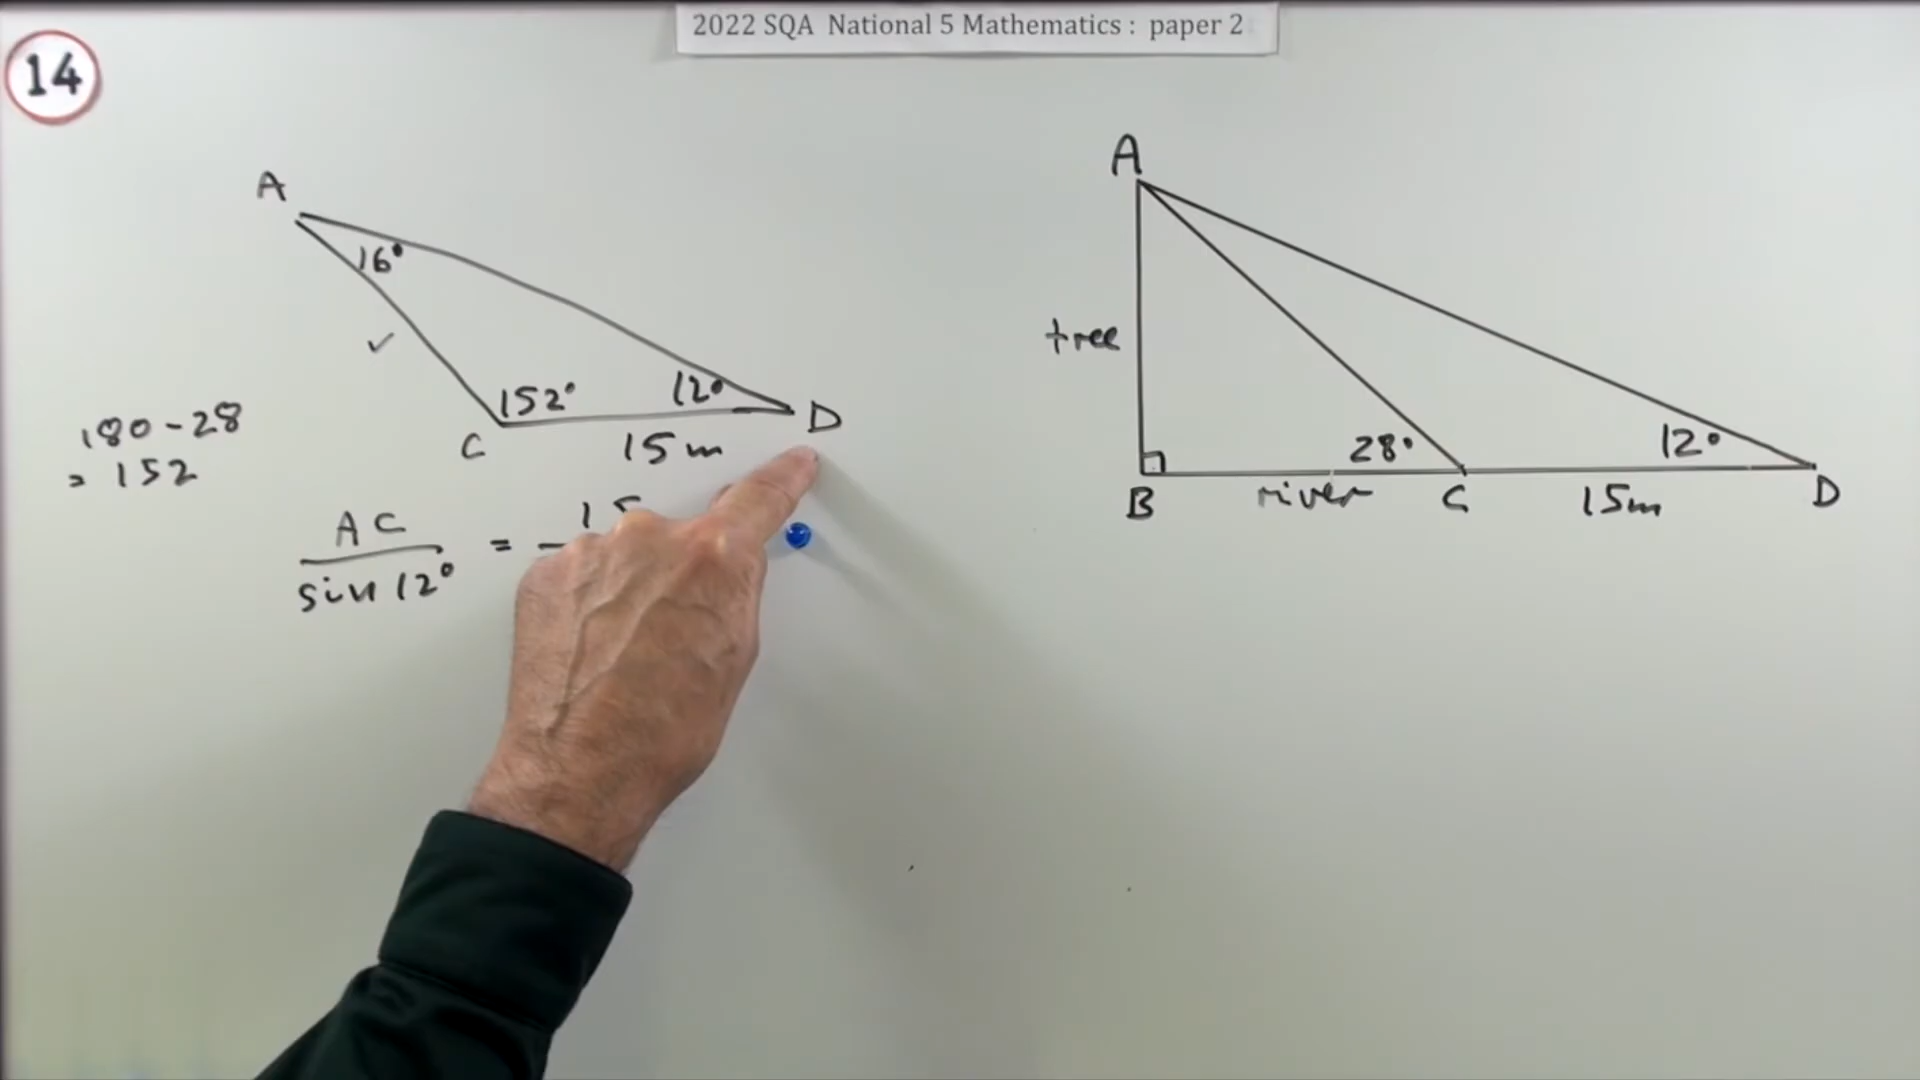 2022 SQA National 5 Mathematics : paper 2
14
A
16°
✓
152°
12°
C
15m
D
180-28
= 152
AC
sin 12°
=
15
A
tree
28°
12°
B
river
C
15m
D